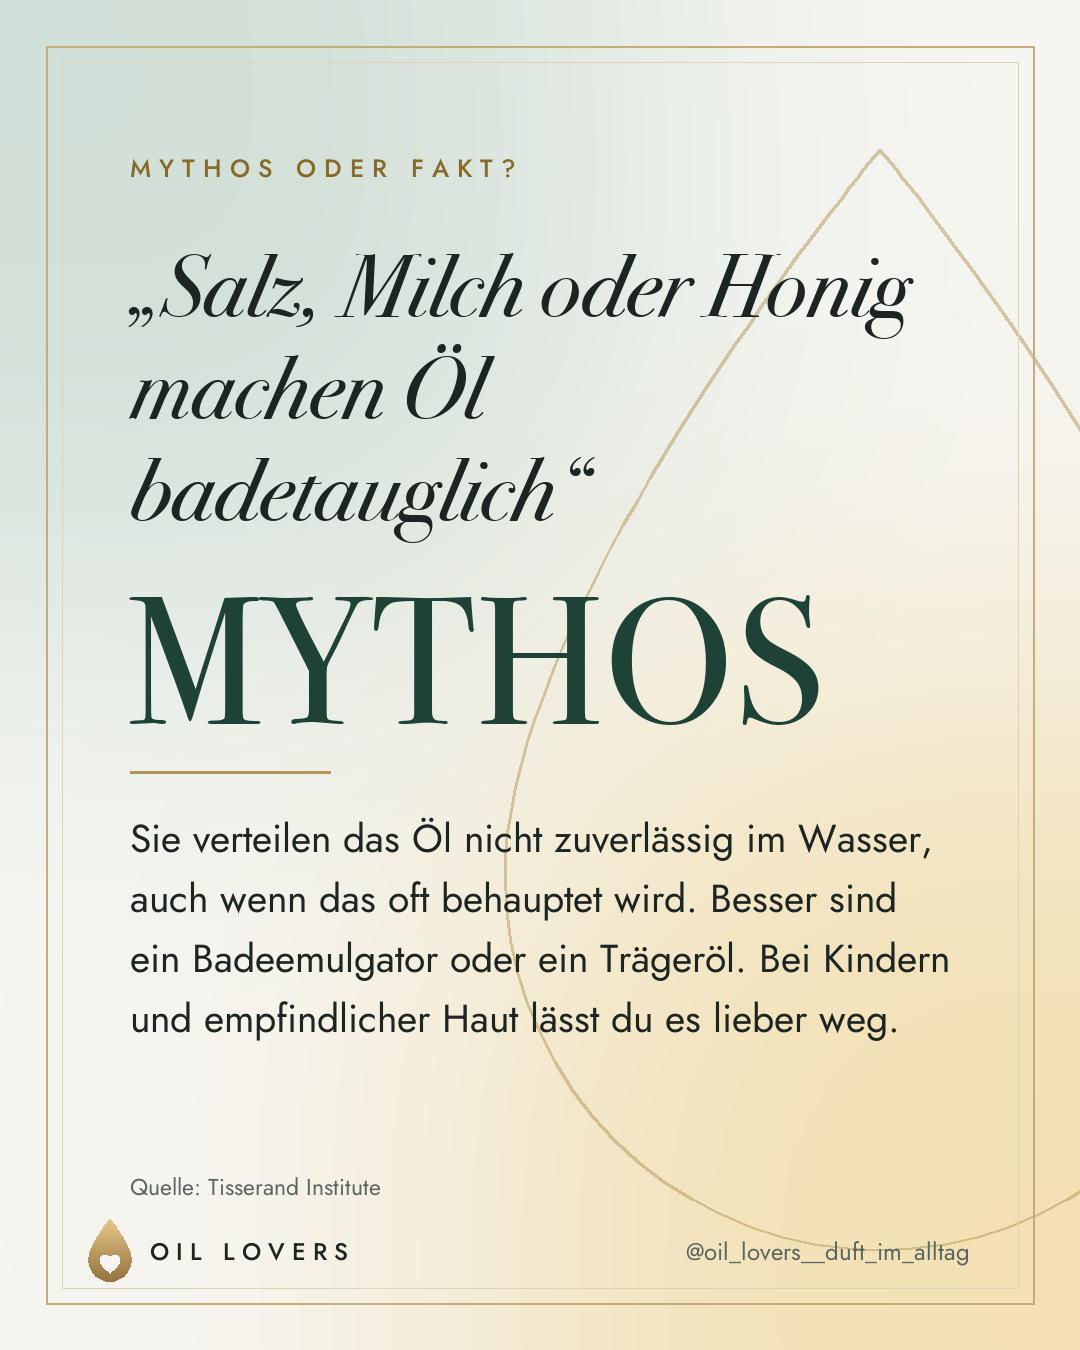 MYTHOS ODER FAKT?
„Salz, Milch oder Honig
machen Öl
badetauglich“
MYTHOS
Sie verteilen das Öl nicht zuverlässig im Wasser,
auch wenn das oft behauptet wird. Besser sind
ein Badeemulgator oder ein Trägeröl. Bei Kindern
und empfindlicher Haut lässt du es lieber weg.
Quelle: Tisserand Institute
OIL LOVERS
@oil_lovers__duft_im_alltag